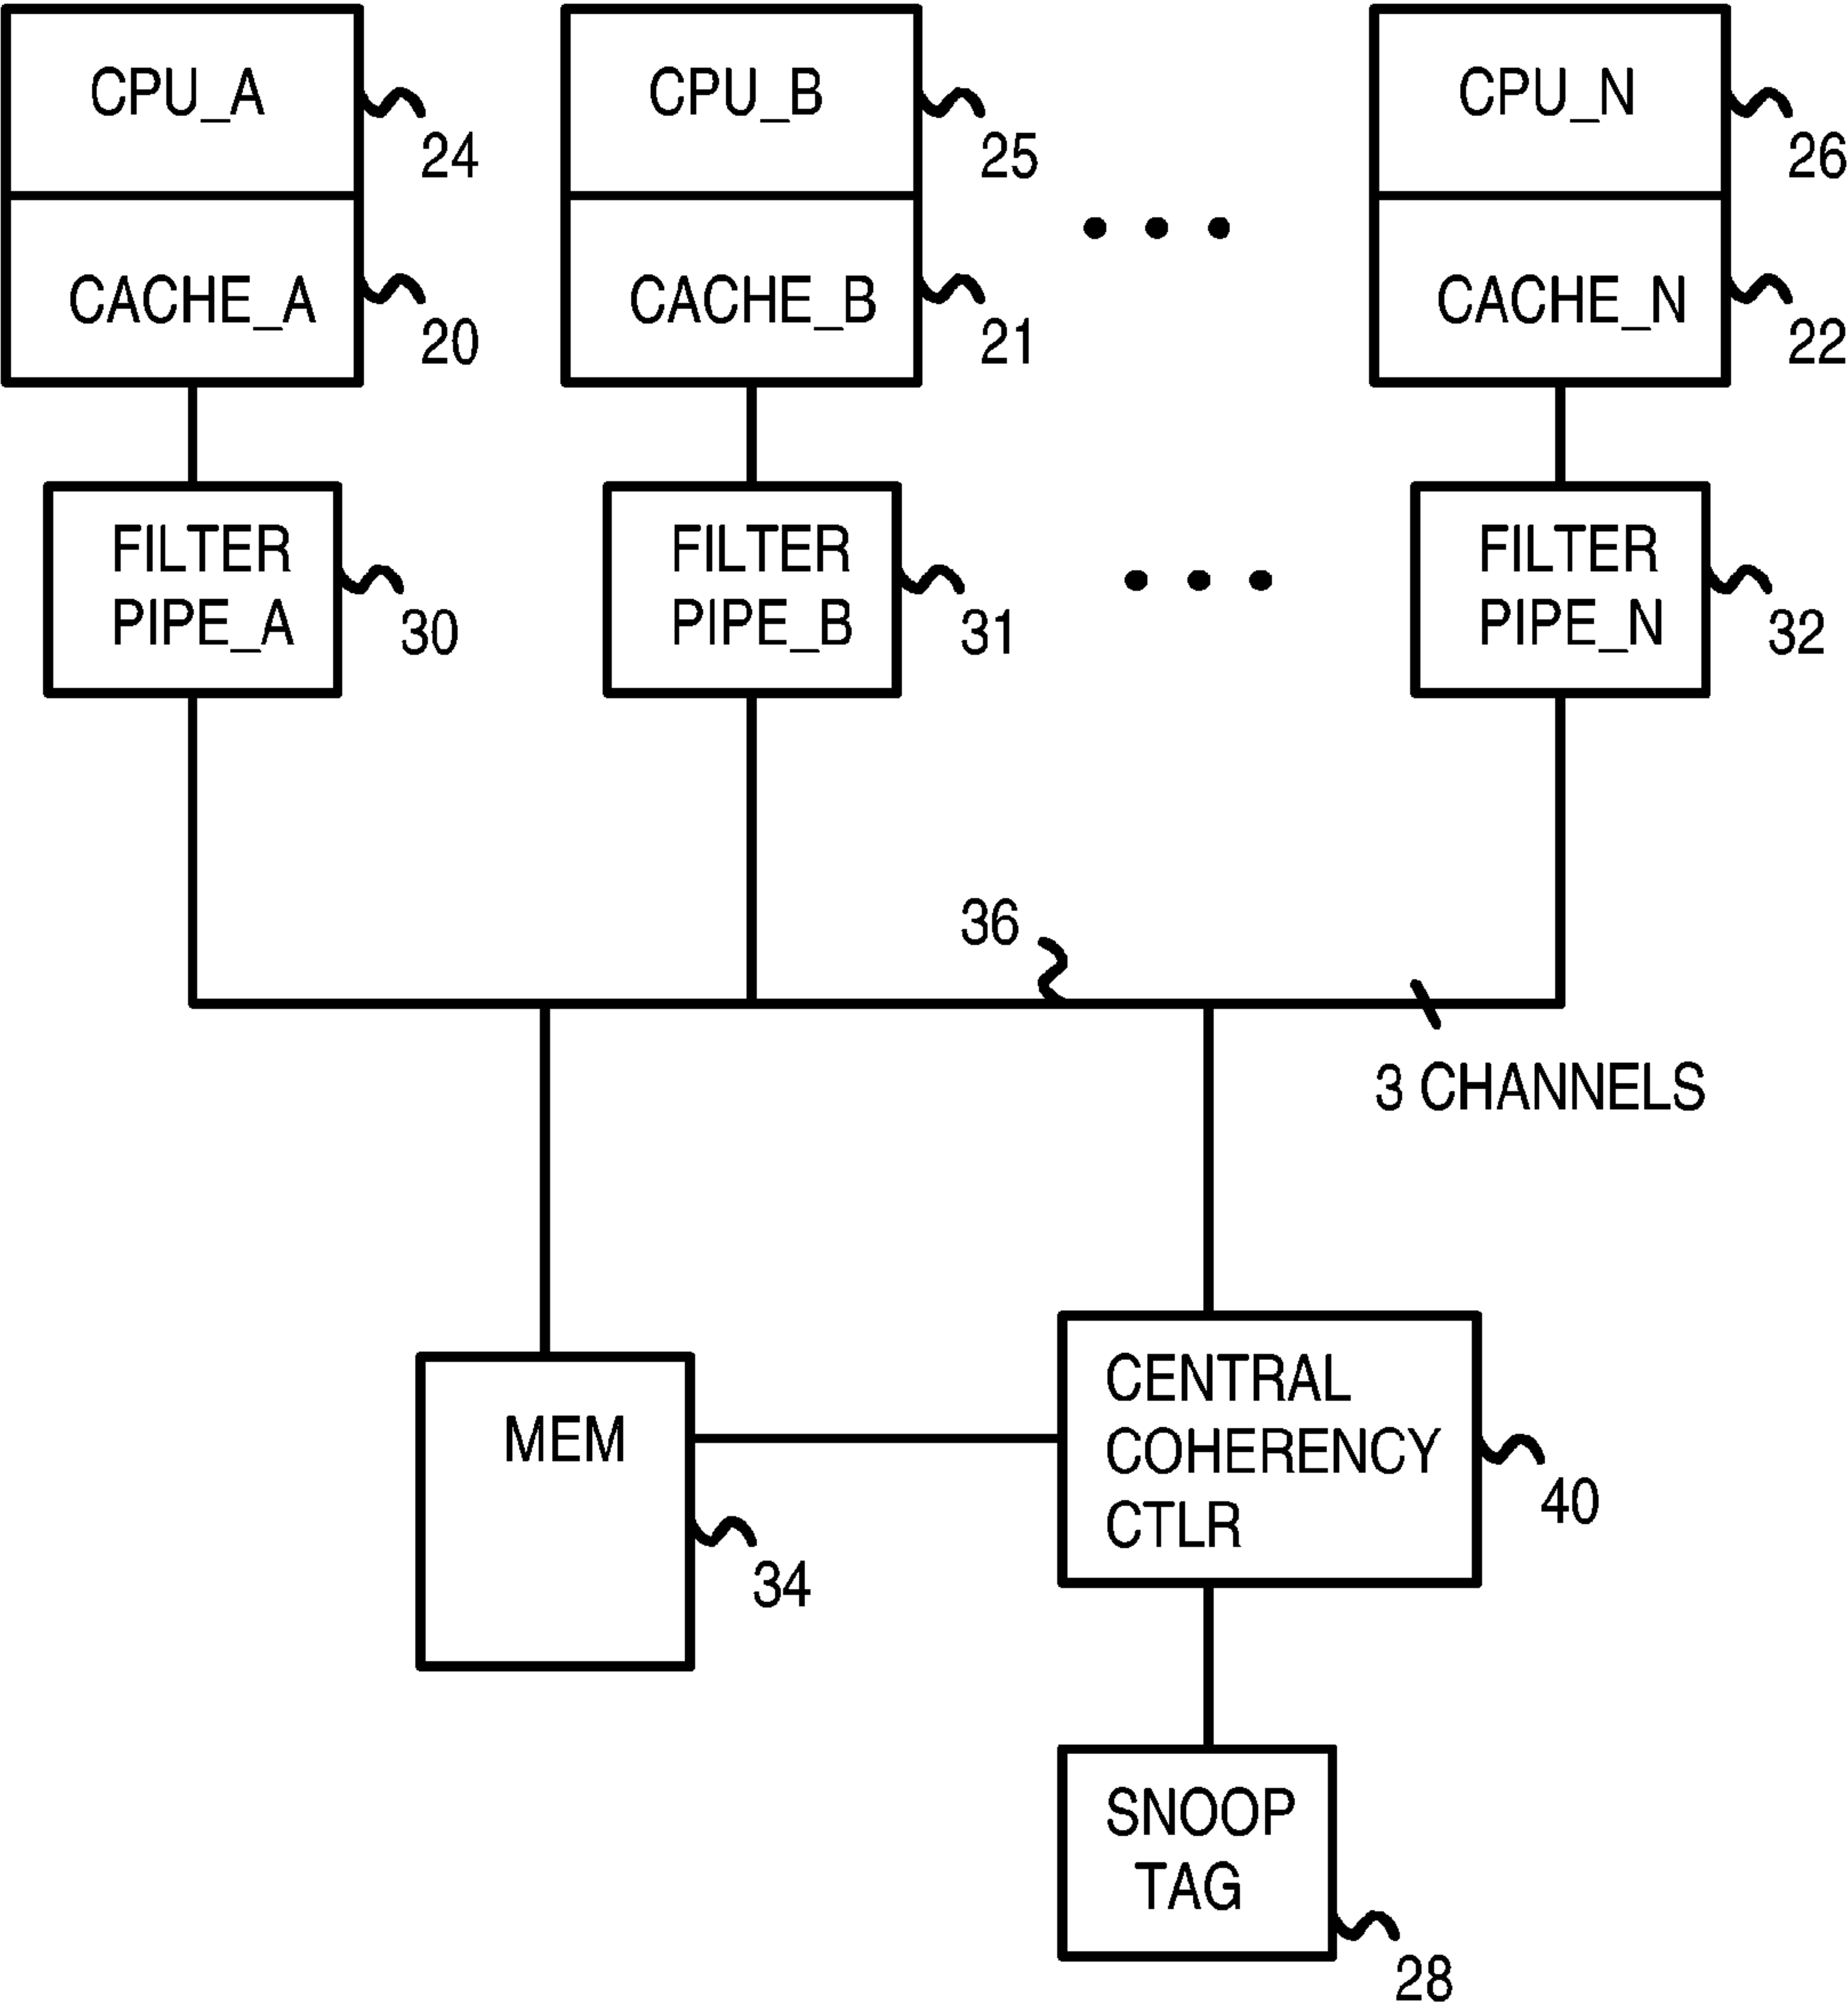 CPU_A
24
CPU_B
25
CPU_N
26
CACHE_A
20
CACHE_B
21
CACHE_N
22
FILTER
PIPE_A
30
FILTER
PIPE_B
31
FILTER
PIPE_N
32
36
3 CHANNELS
MEM
34
CENTRAL
COHERENCY
CTLR
40
SNOOP
TAG
28